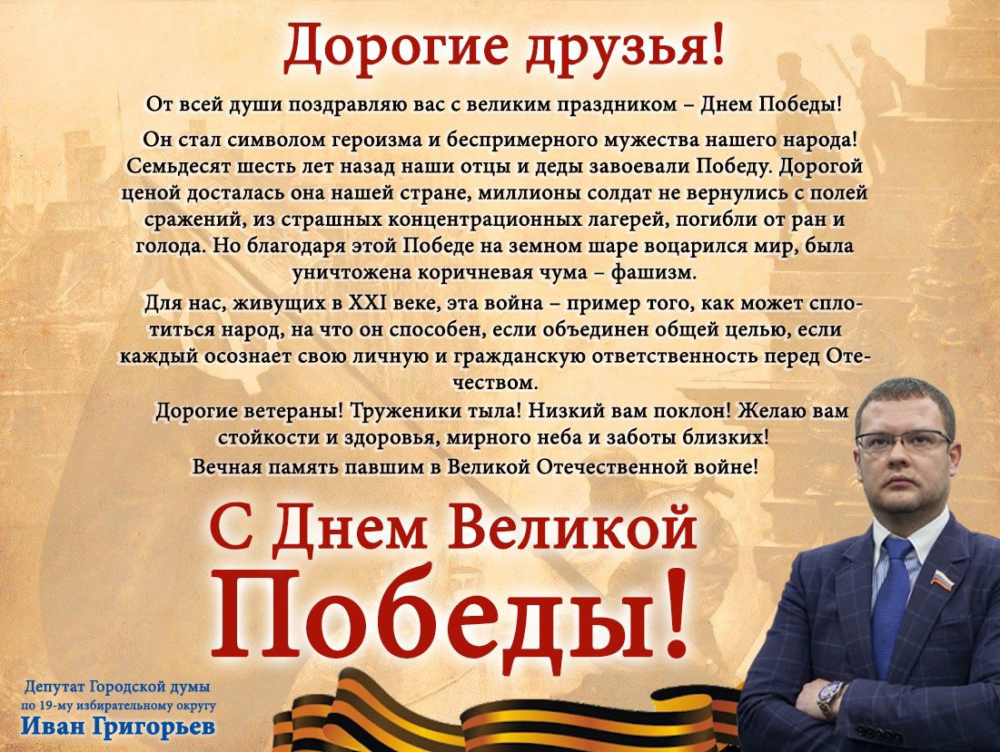 Дорогие друзья!
От всей души поздравляю вас с великим праздником – Днем Победы!
Он стал символом героизма и беспримерного мужества нашего народа!
Семьдесят шесть лет назад наши отцы и деды завоевали Победу. Дорогой
ценой досталась она нашей стране, миллионы солдат не вернулись с полей
сражений, из страшных концентрационных лагерей, погибли от ран и
голода. Но благодаря этой Победе на земном шаре воцарился мир, была
уничтожена коричневая чума – фашизм.
Для нас, живущих в XXI веке, эта война – пример того, как может спло-
титься народ, на что он способен, если объединен общей целью, если
каждый осознает свою личную и гражданскую ответственность перед Оте-
чеством.
Дорогие ветераны! Труженики тыла! Низкий вам поклон! Желаю вам
стойкости и здоровья, мирного неба и заботы близких!
Вечная память павшим в Великой Отечественной войне!
С Днем Великой
Победы!
Депутат Городской думы
по 19-му избирательному округу
Иван Григорьев